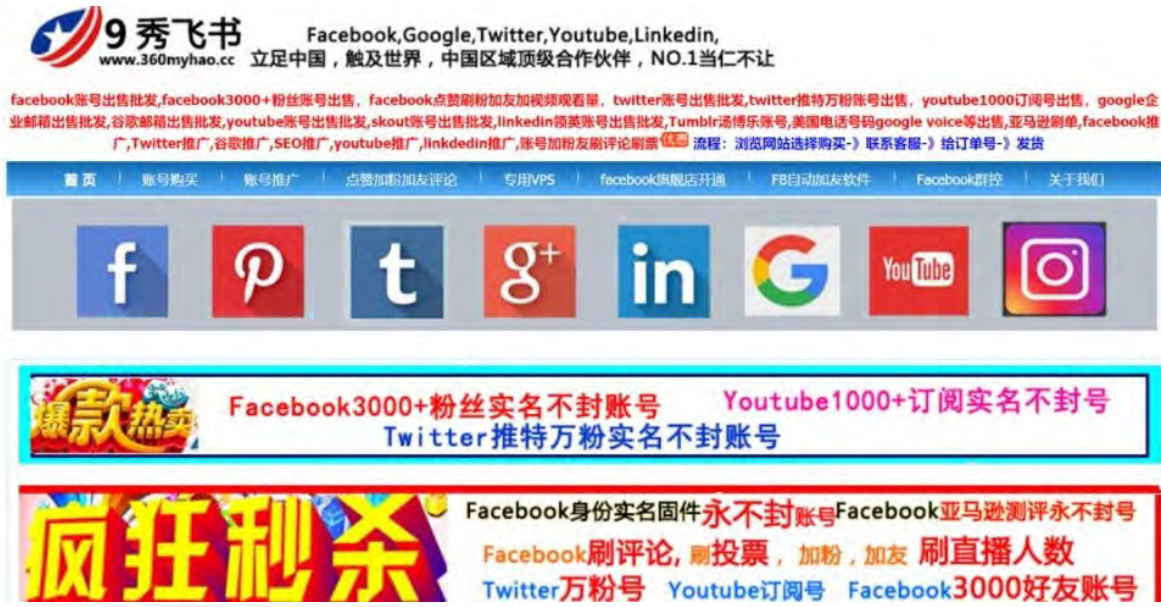 9 秀飞书
www.360myhao.cc
Facebook,Google,Twitter,Youtube,Linkedin,
立足中国，触及世界，中国区域顶级合作伙伴，NO.1当仁不让
facebook账号出售批发,facebook3000+粉丝账号出售，facebook点赞刷粉加友加视频观看量，twitter账号出售批发,twitter推特万粉账号出售，youtube1000订阅号出售，google企
业邮箱出售批发,谷歌邮箱出售批发,youtube账号出售批发,skout账号出售批发,linkedin领英账号出售批发,Tumblr汤博乐账号,美国电话号码google voice等出售,亚马逊刷单,facebook推
广,Twitter推广,谷歌推广,SEO推广,youtube推广,linkdedin推广,账号加粉友刷评论刷票 优惠 流程：浏览网站选择购买-》联系客服-》给订单号-》发货
首页 账号购买 账号推广 点赞加粉加友评论 专用VPS facebook旗舰店开通 FB自动加友软件 Facebook群控 关于我们
f p t g+ in G You Tube
爆款热卖
Facebook3000+粉丝实名不封账号 Youtube1000+订阅实名不封号
Twitter推特万粉实名不封账号
疯狂秒杀
Facebook身份实名固件永不封账号Facebook亚马逊测评永不封号
Facebook刷评论, 刷投票，加粉，加友 刷直播人数
Twitter万粉号 Youtube订阅号 Facebook3000好友账号